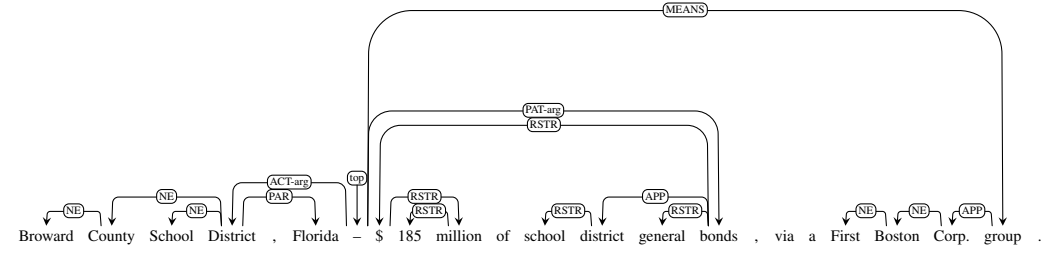 MEANS
PAT-arg
RSTR
top
ACT-arg
NE PAR RSTR APP
NE NE RSTR RSTR RSTR NE NE APP
Broward County School District , Florida – $ 185 million of school district general bonds , via a First Boston Corp. group .